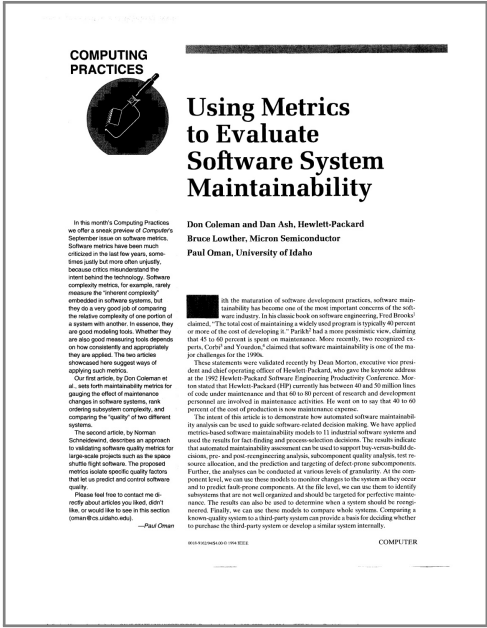 COMPUTING
PRACTICES
Using Metrics
to Evaluate
Software System
Maintainability
Don Coleman and Dan Ash, Hewlett-Packard
Bruce Lowther, Micron Semiconductor
Paul Oman, University of Idaho
In this month's Computing Practices
we offer a sneak preview of Computer's
September issue on software metrics.
Software metrics have been much
criticized in the last few years, some-
times justly but more often unjustly,
because critics misunderstand the
intent behind the technology. Software
complexity metrics, for example, rarely
measure the "inherent complexity"
embedded in software systems, but
they do a very good job of comparing
the relative complexity of one portion of
a system with another. In essence, they
are good modeling tools. Whether they
are also good measuring tools depends
on how consistently and appropriately
they are applied. The two articles
showcased here suggest ways of
applying such metrics.
Our first article, by Don Coleman et
al., sets forth maintainability metrics for
gauging the effect of maintenance
changes in software systems, rank
ordering subsystem complexity, and
comparing the "quality" of two different
systems.
The second article, by Norman
Schneidewind, describes an approach
to validating software quality metrics for
large-scale projects such as the space
shuttle flight software. The proposed
metrics isolate specific quality factors
that let us predict and control software
quality.
Please feel free to contact me di-
rectly about articles you liked, didn't
like, or would like to see in this section
(oman@cs.uidaho.edu).
—Paul Oman
ith the maturation of software development practices, software main-
tainability has become one of the most important concerns of the soft-
ware industry. In his classic book on software engineering, Fred Brooks¹
claimed, "The total cost of maintaining a widely used program is typically 40 percent
or more of the cost of developing it." Parikh² had a more pessimistic view, claiming
that 45 to 60 percent is spent on maintenance. More recently, two recognized ex-
perts, Corbi³ and Yourdon,⁴ claimed that software maintainability is one of the ma-
jor challenges for the 1990s.
These statements were validated recently by Dean Morton, executive vice presi-
dent and chief operating officer of Hewlett-Packard, who gave the keynote address
at the 1992 Hewlett-Packard Software Engineering Productivity Conference. Mor-
ton stated that Hewlett-Packard (HP) currently has between 40 and 50 million lines
of code under maintenance and that 60 to 80 percent of research and development
personnel are involved in maintenance activities. He went on to say that 40 to 60
percent of the cost of production is now maintenance expense.
The intent of this article is to demonstrate how automated software maintainabil-
ity analysis can be used to guide software-related decision making. We have applied
metrics-based software maintainability models to 11 industrial software systems and
used the results for fact-finding and process-selection decisions. The results indicate
that automated maintainability assessment can be used to support buy-versus-build de-
cisions, pre- and post-reengineering analysis, subcomponent quality analysis, test re-
source allocation, and the prediction and targeting of defect-prone subcomponents.
Further, the analyses can be conducted at various levels of granularity. At the com-
ponent level, we can use these models to monitor changes to the system as they occur
and to predict fault-prone components. At the file level, we can use them to identify
subsystems that are not well organized and should be targeted for perfective mainte-
nance. The results can also be used to determine when a system should be reengi-
neered. Finally, we can use these models to compare whole systems. Comparing a
known-quality system to a third-party system can provide a basis for deciding whether
to purchase the third-party system or develop a similar system internally.
0018-9162/94/$4.00 © 1994 IEEE
COMPUTER